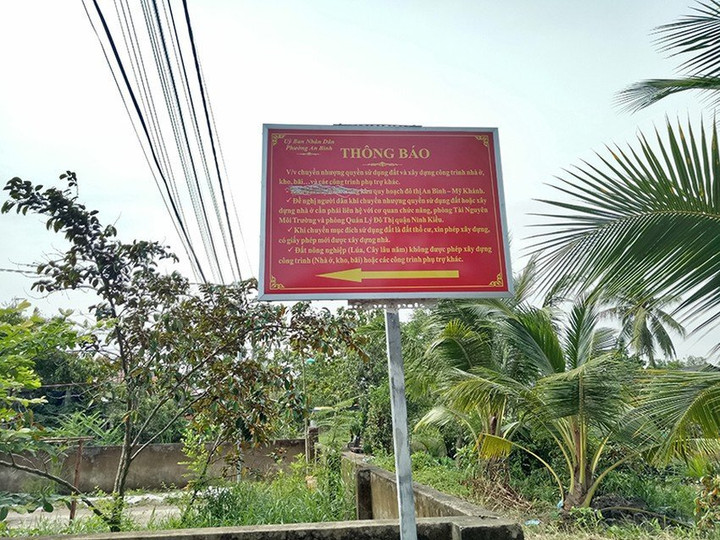 Uỷ Ban Nhân Dân
Phường An Bình
THÔNG BÁO
V/v chuyển nhượng quyền sử dụng đất và xây dựng công trình nhà ở,
kho, bãi... và các công trình phụ trợ khác.
khu quy hoạch đô thị An Bình – Mỹ Khánh.
✓ Đề nghị người dân khi chuyển nhượng quyền sử dụng đất hoặc xây
dựng nhà ở cần phải liên hệ với cơ quan chức năng, phòng Tài Nguyên
Môi Trường và phòng Quản Lý Đô Thị quận Ninh Kiều.
✓ Khi chuyển mục đích sử dụng đất là đất thổ cư, xin phép xây dựng,
có giấy phép mới được xây dựng nhà.
✓ Đất nông nghiệp (Lúa, Cây lâu năm) không được phép xây dựng
công trình (Nhà ở, kho, bãi) hoặc các công trình phụ trợ khác.